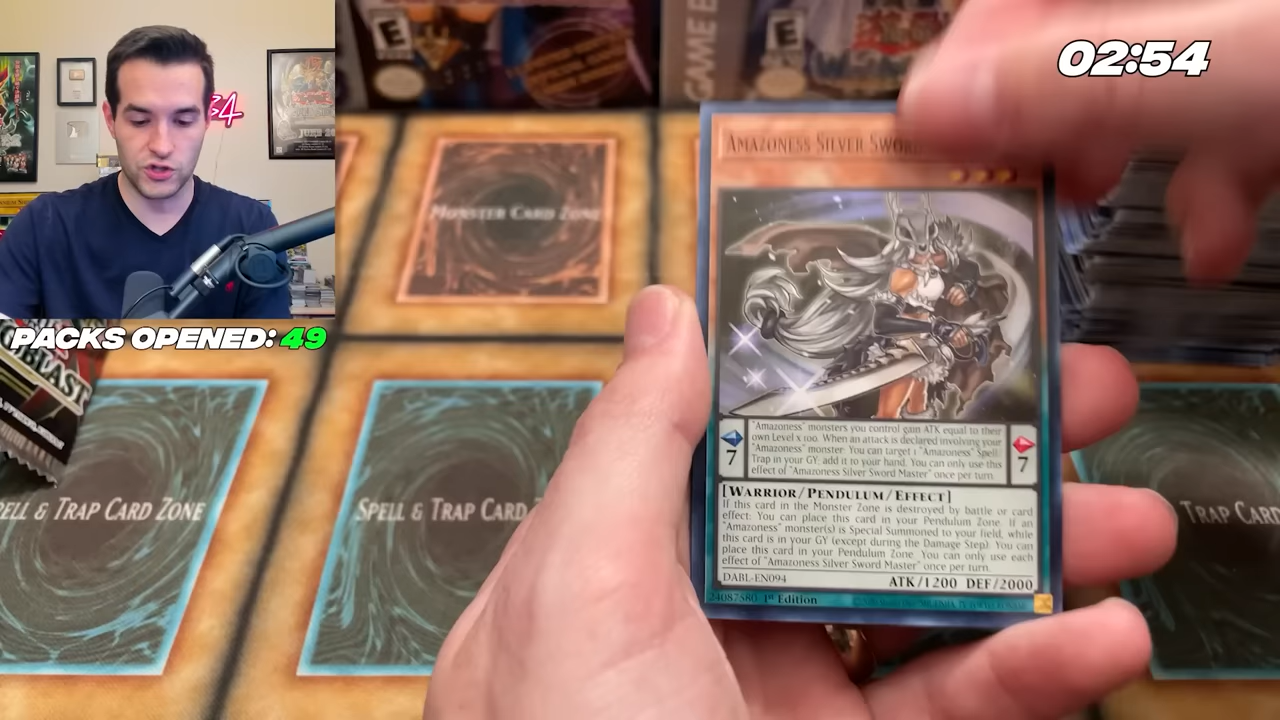 02:54
GAME B
E
E
34
JUNE
PACKS OPENED: 49
MONSTER CARD ZONE
AMAZONESS SILVER SWORD
"Amazoness" monsters you control gain ATK equal to their
own Level x 100. When an attack is declared involving your
"Amazoness" monster: You can target 1 "Amazoness" Spell/
Trap in your GY; add it to your hand. You can only use this
effect of "Amazoness Silver Sword Master" once per turn.
7
7
[WARRIOR/PENDULUM/EFFECT]
If this card in the Monster Zone is destroyed by battle or card
effect: You can place this card in your Pendulum Zone. If an
"Amazoness" monster(s) is Special Summoned to your field, while
this card is in your GY (except during the Damage Step): You can
place this card in your Pendulum Zone. You can only use each
effect of "Amazoness Silver Sword Master" once per turn.
DABL-EN094
ATK/1200 DEF/2000
24087580
1st Edition
ELL & TRAP CARD ZONE
SPELL & TRAP CARD
TRAP CARD